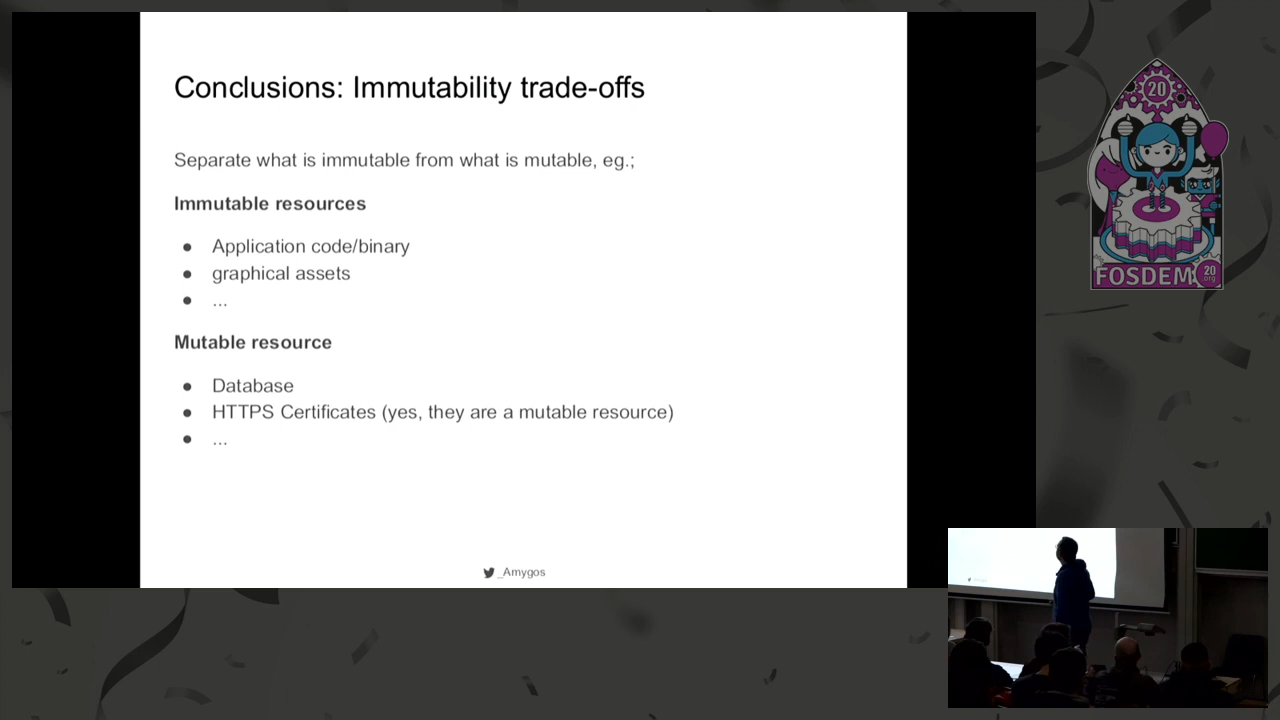 Conclusions: Immutability trade-offs
Separate what is immutable from what is mutable, eg.;
Immutable resources
● Application code/binary
● graphical assets
● ...
Mutable resource
● Database
● HTTPS Certificates (yes, they are a mutable resource)
● ...
_Amygos
20
FOSDEM
20
.org